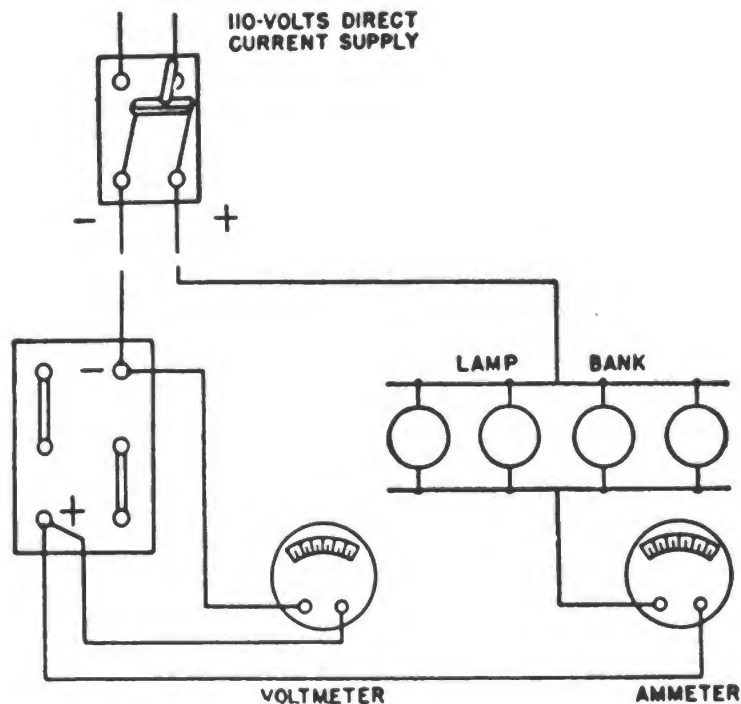 110-VOLTS DIRECT
CURRENT SUPPLY
- +
LAMP BANK
-
+
VOLTMETER AMMETER